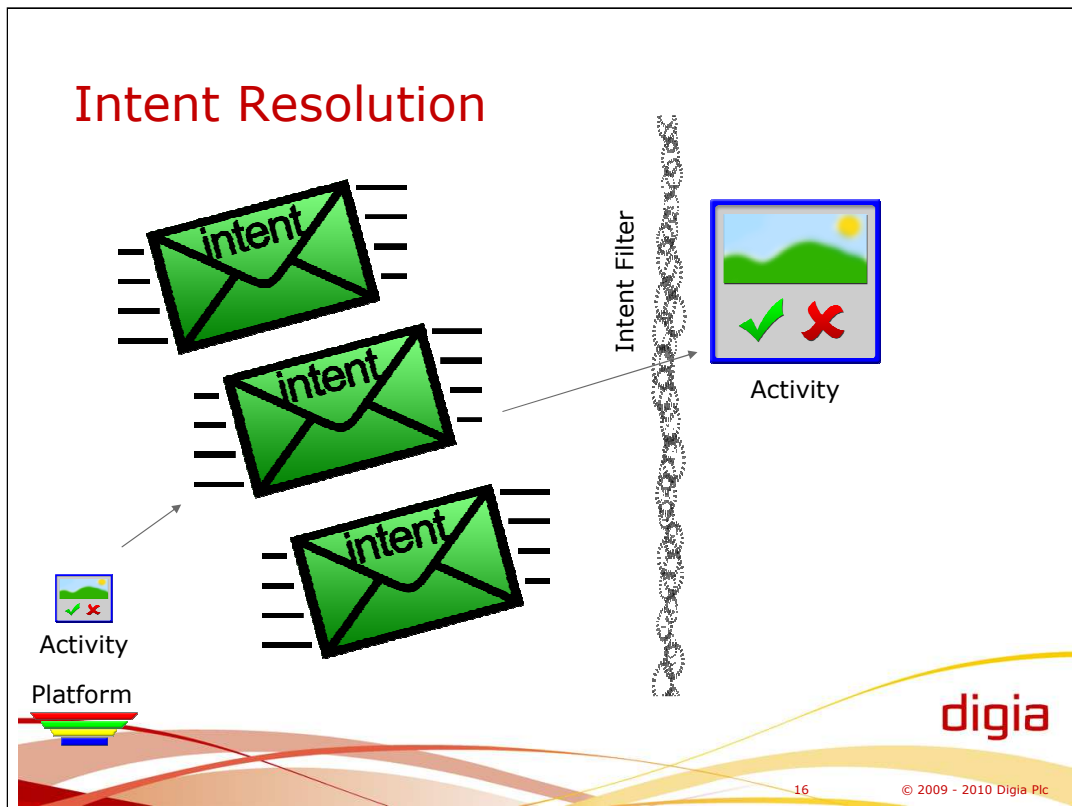 Intent Resolution
intent
intent
intent
Intent Filter
Activity
Activity
Platform
digia
16
© 2009 - 2010 Digia Plc